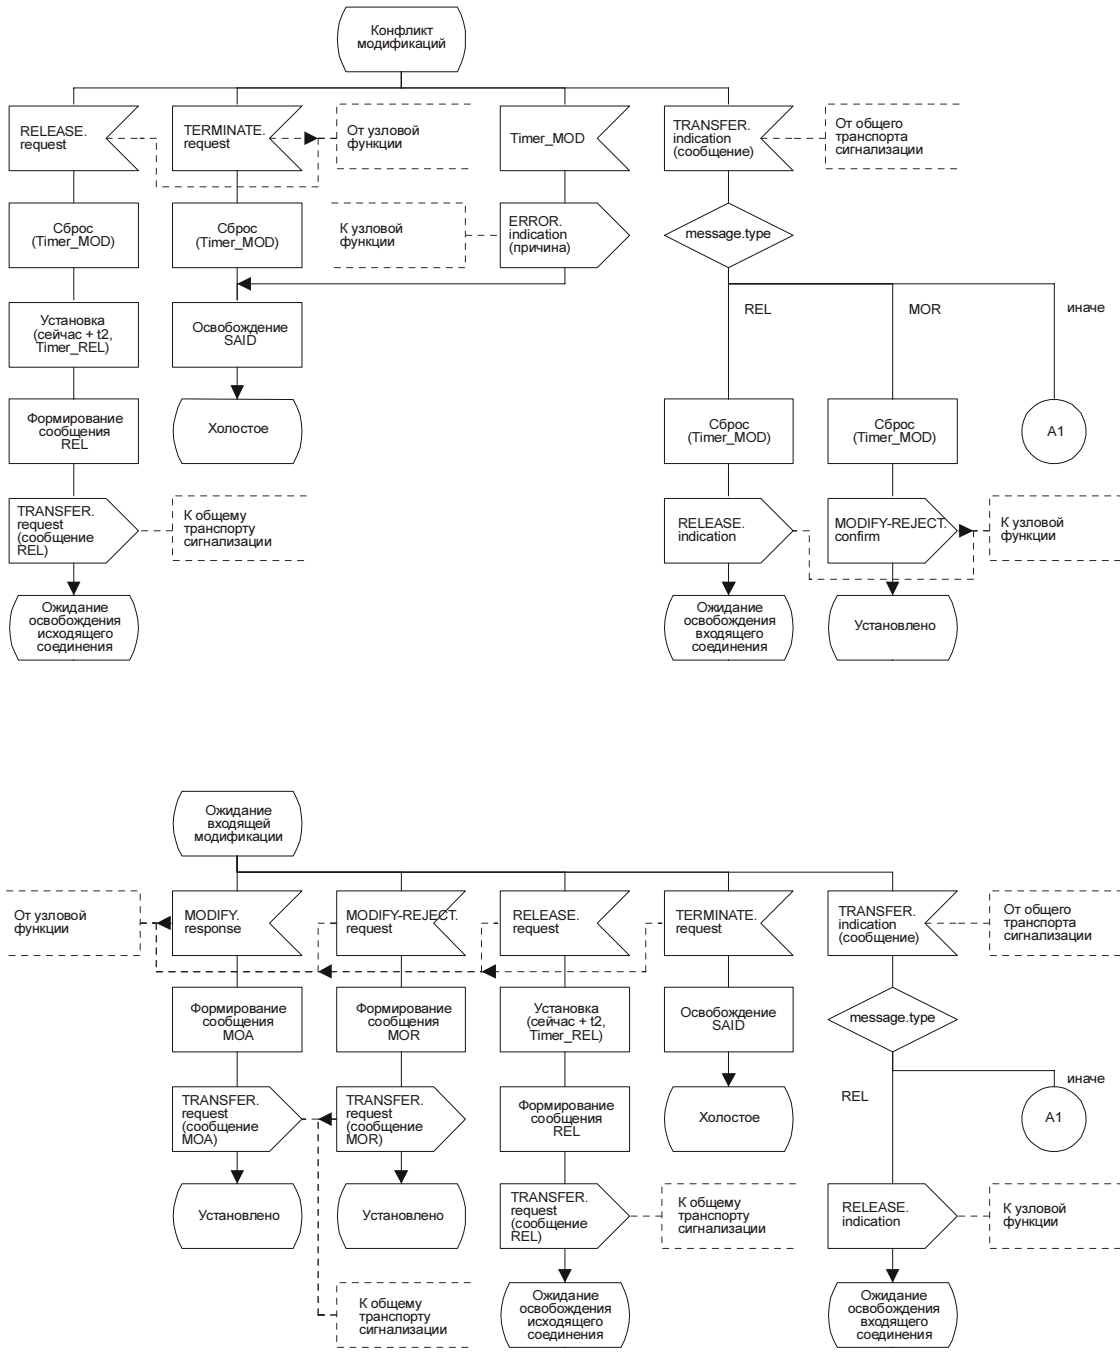 Конфликт
модификаций
RELEASE.
request
TERMINATE.
request
От узловой
функции
Timer_MOD
TRANSFER.
indication
(сообщение)
От общего
транспорта
сигнализации
Сброс
(Timer_MOD)
Сброс
(Timer_MOD)
К узловой
функции
ERROR.
indication
(причина)
message.type
REL
MOR
иначе
Установка
(сейчас + t2,
Timer_REL)
Освобождение
SAID
Формирование
сообщения
REL
Холостое
Сброс
(Timer_MOD)
Сброс
(Timer_MOD)
A1
TRANSFER.
request
(сообщение
REL)
К общему
транспорту
сигнализации
RELEASE.
indication
MODIFY-REJECT.
confirm
К узловой
функции
Ожидание
освобождения
исходящего
соединения
Ожидание
освобождения
входящего
соединения
Установлено
Ожидание
входящей
модификации
От узловой
функции
MODIFY.
response
MODIFY-REJECT.
request
RELEASE.
request
TERMINATE.
request
TRANSFER.
indication
(сообщение)
От общего
транспорта
сигнализации
Формирование
сообщения
MOA
Формирование
сообщения
MOR
Установка
(сейчас + t2,
Timer_REL)
Освобождение
SAID
message.type
REL
иначе
TRANSFER.
request
(сообщение
MOA)
TRANSFER.
request
(сообщение
MOR)
Формирование
сообщения
REL
Холостое
A1
Установлено
Установлено
TRANSFER.
request
(сообщение
REL)
К общему
транспорту
сигнализации
RELEASE.
indication
К узловой
функции
К общему
транспорту
сигнализации
Ожидание
освобождения
исходящего
соединения
Ожидание
освобождения
входящего
соединения